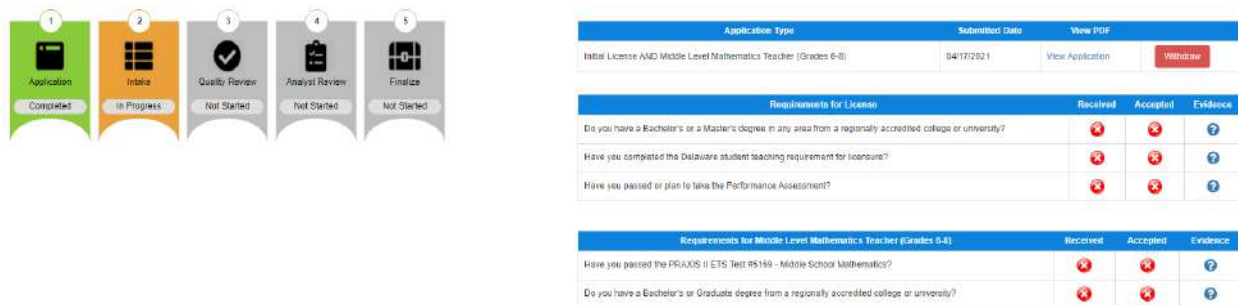 1 2 3 4 5
Application Intake Quality Review Analyst Review Finalize
Completed In Progress Not Started Not Started Not Started
Application Type Submitted Date View PDF
Initial License AND Middle Level Mathematics Teacher (Grades 6-8) 04/17/2021 View Application Withdraw
Requirements for License Received Accepted Evidence
Do you have a Bachelor's or a Master's degree in any area from a regionally accredited college or university?
Have you completed the Delaware student teaching requirement for licensure?
Have you passed or plan to take the Performance Assessment?
Requirements for Middle Level Mathematics Teacher (Grades 6-8) Received Accepted Evidence
Have you passed the PRAXIS II ETS Test #5169 - Middle School Mathematics?
Do you have a Bachelor's or Graduate degree from a regionally accredited college or university?